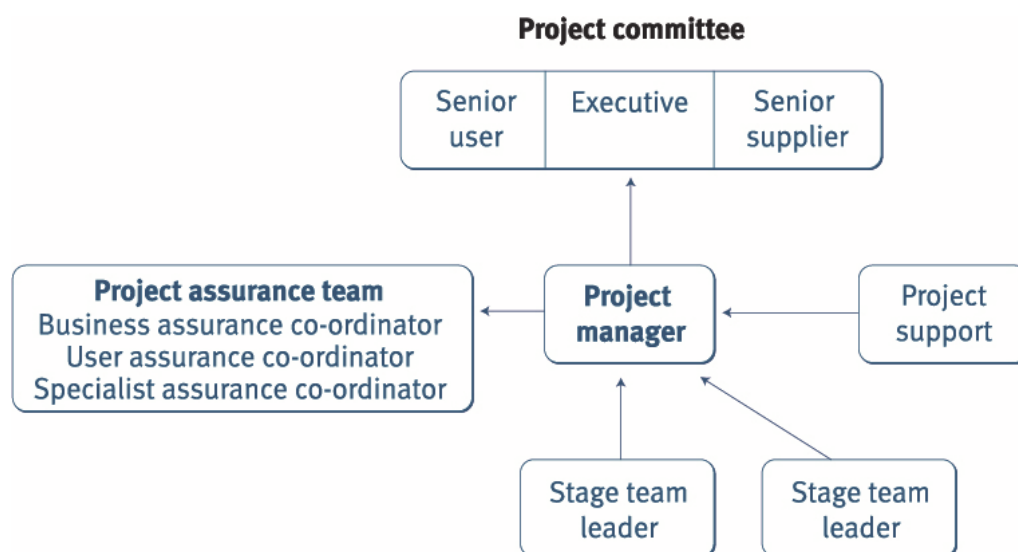 Project committee
Senior
user
Executive
Senior
supplier
Project assurance team
Business assurance co-ordinator
User assurance co-ordinator
Specialist assurance co-ordinator
Project
manager
Project
support
Stage team
leader
Stage team
leader